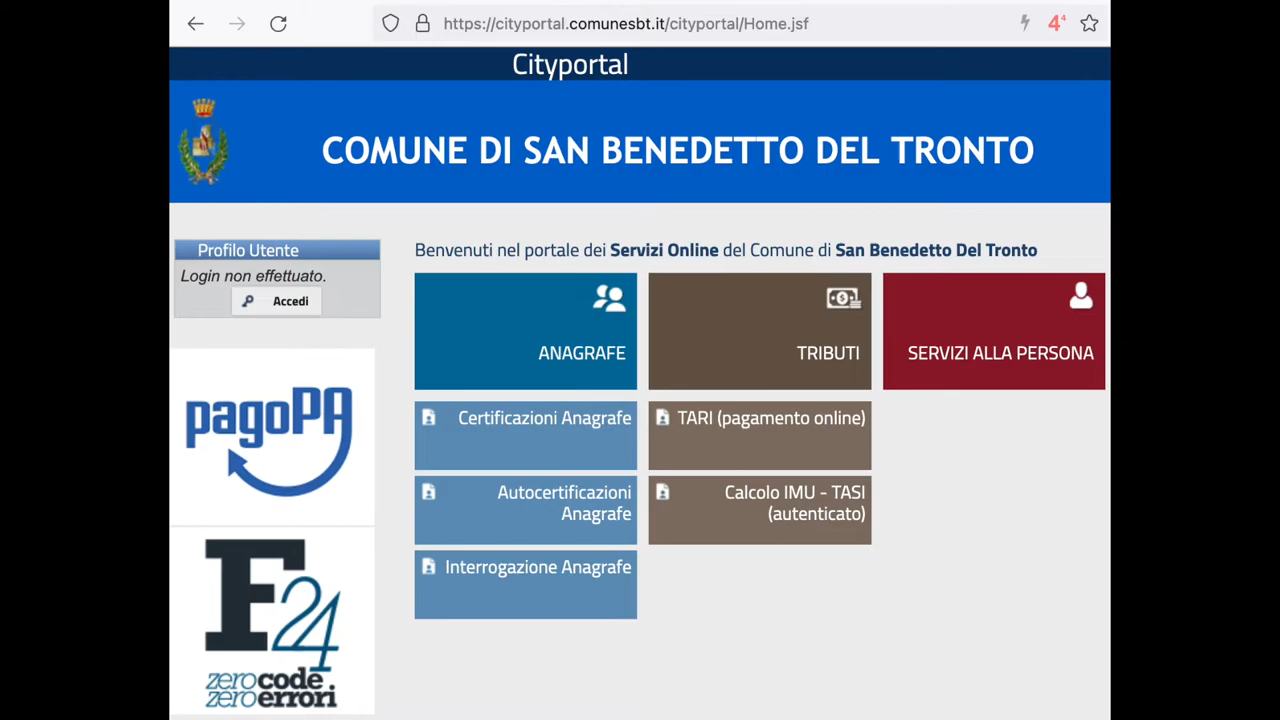 https://cityportal.comunesbt.it/cityportal/Home.jsf
4⁴
Cityportal
COMUNE DI SAN BENEDETTO DEL TRONTO
Profilo Utente
Login non effettuato.
Accedi
pagoPA
F24
zerocode
zeroerrori
Benvenuti nel portale dei Servizi Online del Comune di San Benedetto Del Tronto
ANAGRAFE
TRIBUTI
SERVIZI ALLA PERSONA
Certificazioni Anagrafe
TARI (pagamento online)
Autocertificazioni
Anagrafe
Calcolo IMU - TASI
(autenticato)
Interrogazione Anagrafe